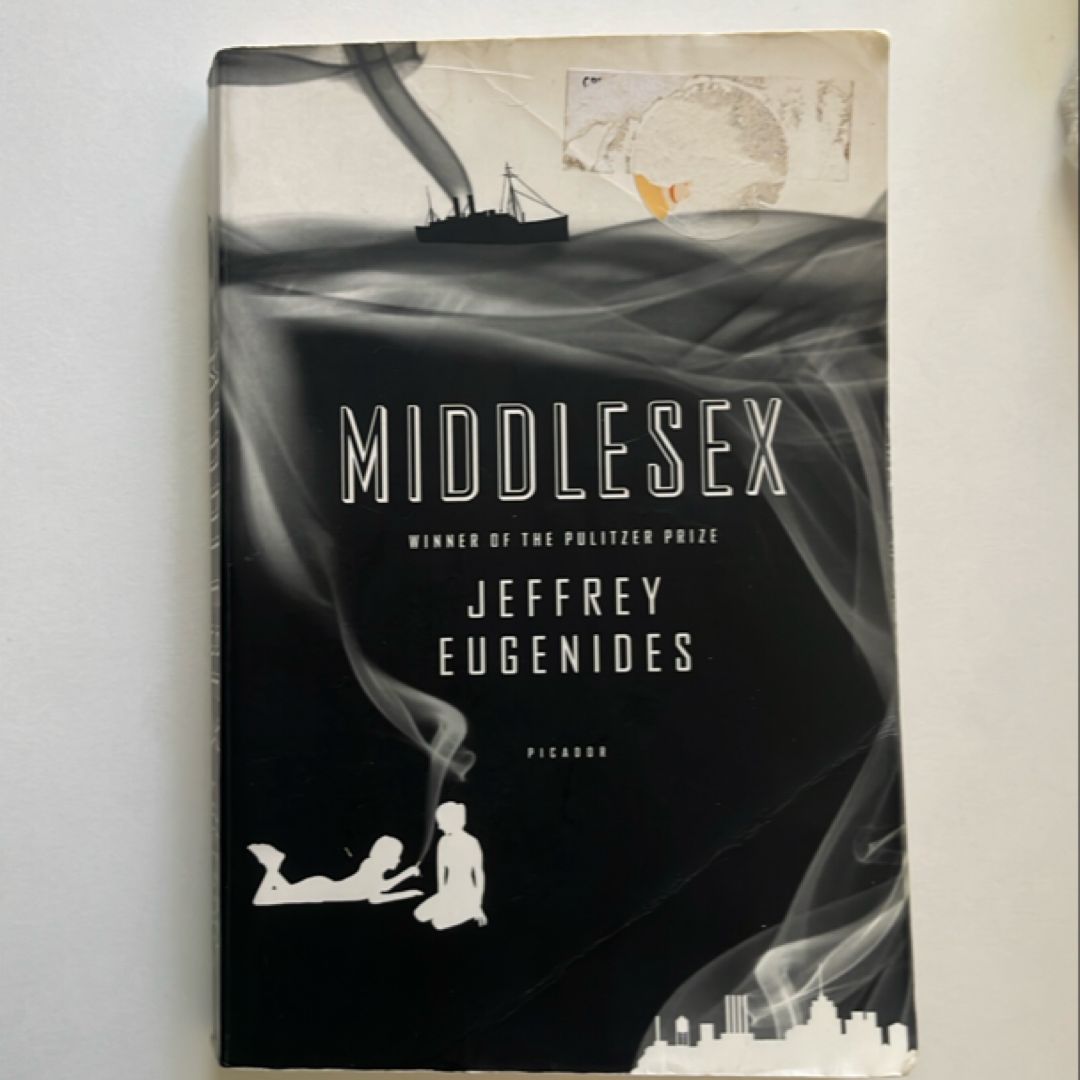 MIDDLESEX
WINNER OF THE PULITZER PRIZE
JEFFREY
EUGENIDES
PICADOR